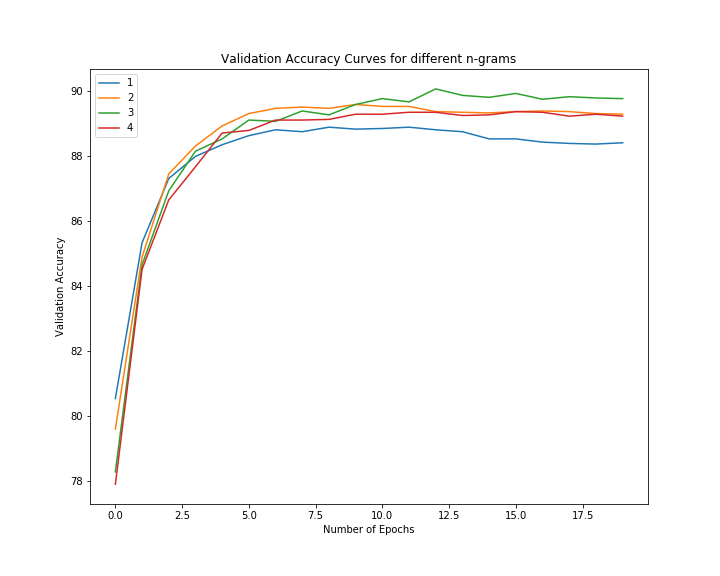 Validation Accuracy Curves for different n-grams
1
2
3
4
90
88
86
84
82
80
78
Validation Accuracy
0.0 2.5 5.0 7.5 10.0 12.5 15.0 17.5
Number of Epochs